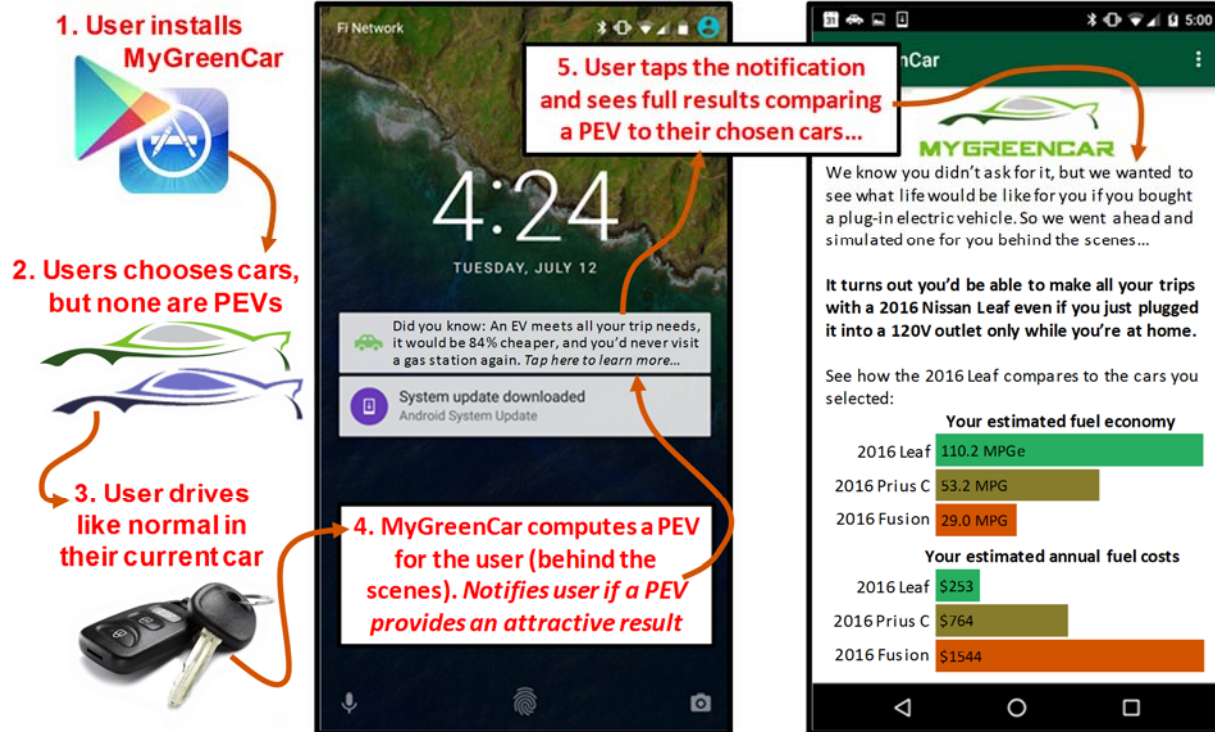 1. User installs
MyGreenCar
2. Users chooses cars,
but none are PEVs
3. User drives
like normal in
their current car
Fi Network
4:24
TUESDAY, JULY 12
Did you know: An EV meets all your trip needs,
it would be 84% cheaper, and you'd never visit
a gas station again. Tap here to learn more...
System update downloaded
Android System Update
4. MyGreenCar computes a PEV
for the user (behind the
scenes). Notifies user if a PEV
provides an attractive result
5. User taps the notification
and sees full results comparing
a PEV to their chosen cars...
31
5:00
nCar
MYGREENCAR
We know you didn't ask for it, but we wanted to
see what life would be like for you if you bought
a plug-in electric vehicle. So we went ahead and
simulated one for you behind the scenes...
It turns out you'd be able to make all your trips
with a 2016 Nissan Leaf even if you just plugged
it into a 120V outlet only while you're at home.
See how the 2016 Leaf compares to the cars you
selected:
Your estimated fuel economy
2016 Leaf 110.2 MPGe
2016 Prius C 53.2 MPG
2016 Fusion 29.0 MPG
Your estimated annual fuel costs
2016 Leaf $253
2016 Prius C $764
2016 Fusion $1544